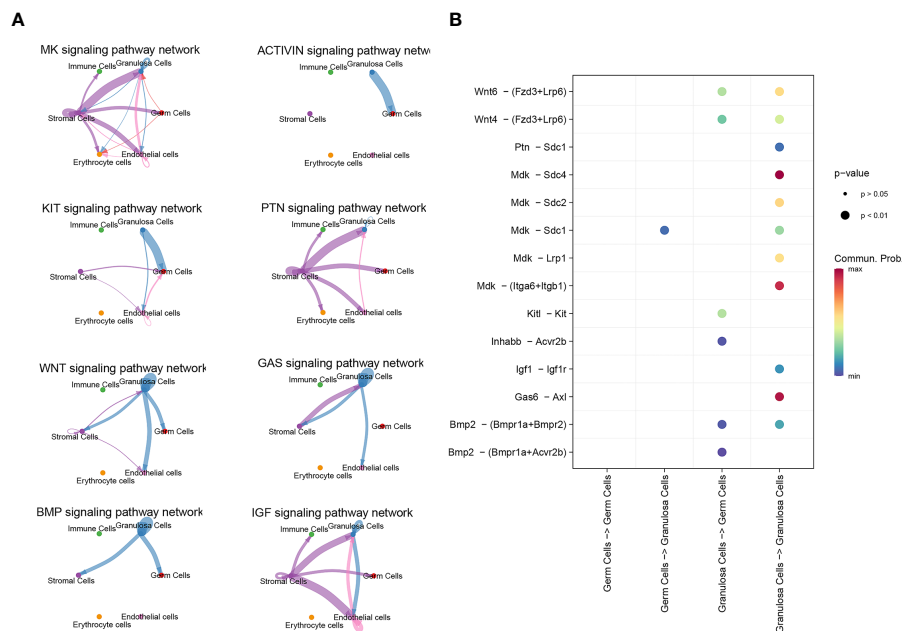 A
MK signaling pathway network
Immune Cells
Granulosa Cells
Stromal Cells
Germ Cells
Erythrocyte cells
Endothelial cells
ACTIVIN signaling pathway netw
Immune Cells
Granulosa Cells
Stromal Cells
Germ Cells
Erythrocyte cells
Endothelial cells
KIT signaling pathway network
Immune Cells
Granulosa Cells
Stromal Cells
Germ Cells
Erythrocyte cells
Endothelial cells
PTN signaling pathway network
Immune Cells
Granulosa Cells
Stromal Cells
Germ Cells
Erythrocyte cells
Endothelial cells
WNT signaling pathway network
Immune Cells
Granulosa Cells
Stromal Cells
Germ Cells
Erythrocyte cells
Endothelial cells
GAS signaling pathway network
Immune Cells
Granulosa Cells
Stromal Cells
Germ Cells
Erythrocyte cells
Endothelial cells
BMP signaling pathway network
Immune Cells
Granulosa Cells
Stromal Cells
Germ Cells
Erythrocyte cells
Endothelial cells
IGF signaling pathway network
Immune Cells
Granulosa Cells
Stromal Cells
Germ Cells
Erythrocyte cells
Endothelial cells
B
Wnt6 − (Fzd3+Lrp6)
Wnt4 − (Fzd3+Lrp6)
Ptn − Sdc1
Mdk − Sdc4
Mdk − Sdc2
Mdk − Sdc1
Mdk − Lrp1
Mdk − (Itga6+Itgb1)
Kitl − Kit
Inhabb − Acvr2b
Igf1 − Igf1r
Gas6 − Axl
Bmp2 − (Bmpr1a+Bmpr2)
Bmp2 − (Bmpr1a+Acvr2b)
Germ Cells −> Germ Cells
Germ Cells −> Granulosa Cells
Granulosa Cells −> Germ Cells
Granulosa Cells −> Granulosa Cells
p−value
p > 0.05
p < 0.01
Commun. Prob.
max
min